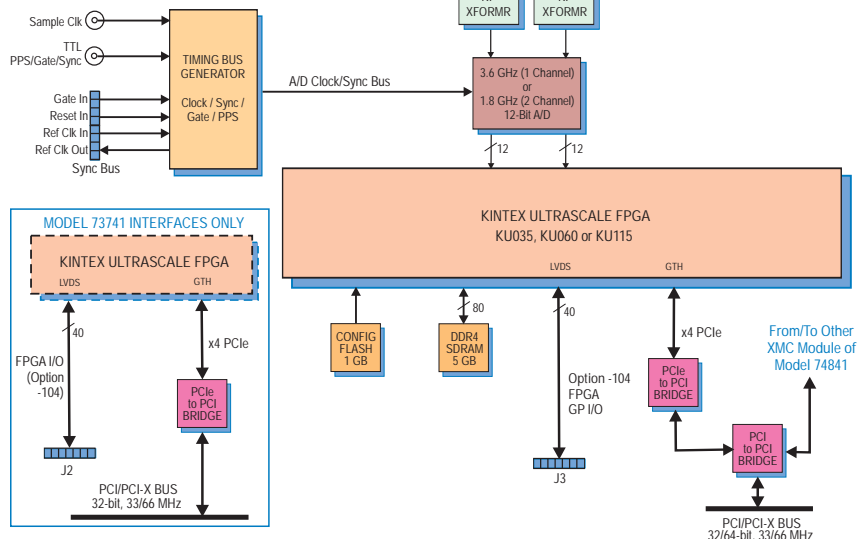 XFORMR
XFORMR
Sample Clk
TTL
PPS/Gate/Sync
TIMING BUS
GENERATOR
Clock / Sync /
Gate / PPS
Gate In
Reset In
Ref Clk In
Ref Clk Out
Sync Bus
A/D Clock/Sync Bus
3.6 GHz (1 Channel)
or
1.8 GHz (2 Channel)
12-Bit A/D
12
12
KINTEX ULTRASCALE FPGA
KU035, KU060 or KU115
LVDS
GTH
MODEL 73741 INTERFACES ONLY
KINTEX ULTRASCALE FPGA
LVDS
GTH
40
x4 PCIe
FPGA I/O
(Option
-104)
PCIe
to PCI
BRIDGE
J2
PCI/PCI-X BUS
32-bit, 33/66 MHz
CONFIG
FLASH
1 GB
80
DDR4
SDRAM
5 GB
40
Option -104
FPGA
GP I/O
J3
x4 PCIe
PCIe
to PCI
BRIDGE
From/To Other
XMC Module of
Model 74841
PCI
to PCI
BRIDGE
PCI/PCI-X BUS
32/64-bit, 33/66 MHz